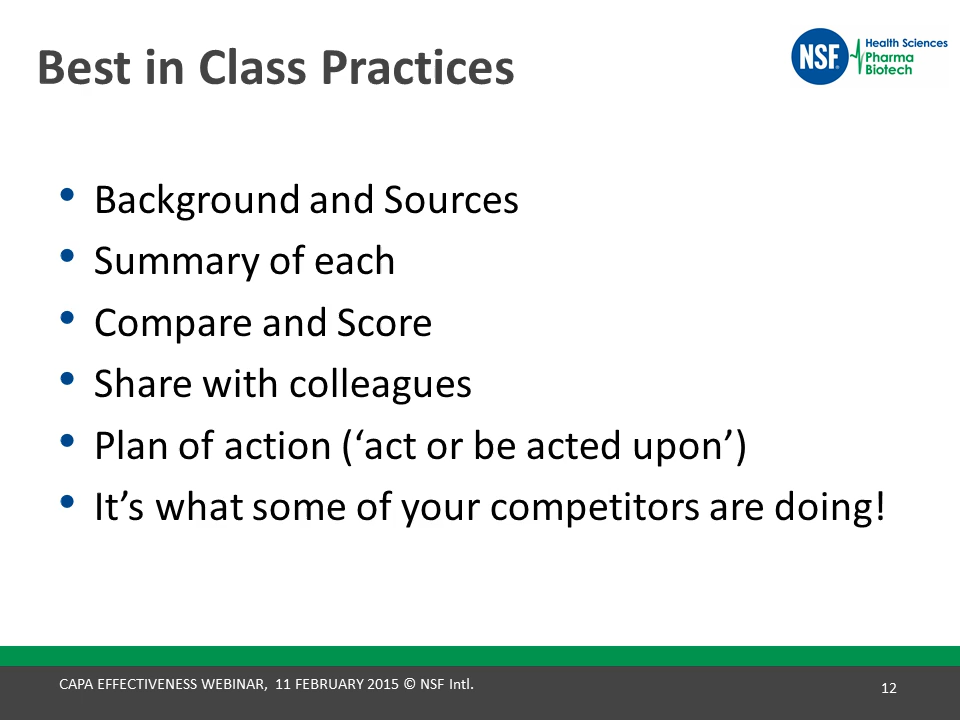 Best in Class Practices
NSF
Health Sciences
Pharma
Biotech
• Background and Sources
• Summary of each
• Compare and Score
• Share with colleagues
• Plan of action (‘act or be acted upon’)
• It’s what some of your competitors are doing!
CAPA EFFECTIVENESS WEBINAR, 11 FEBRUARY 2015 © NSF Intl.
12